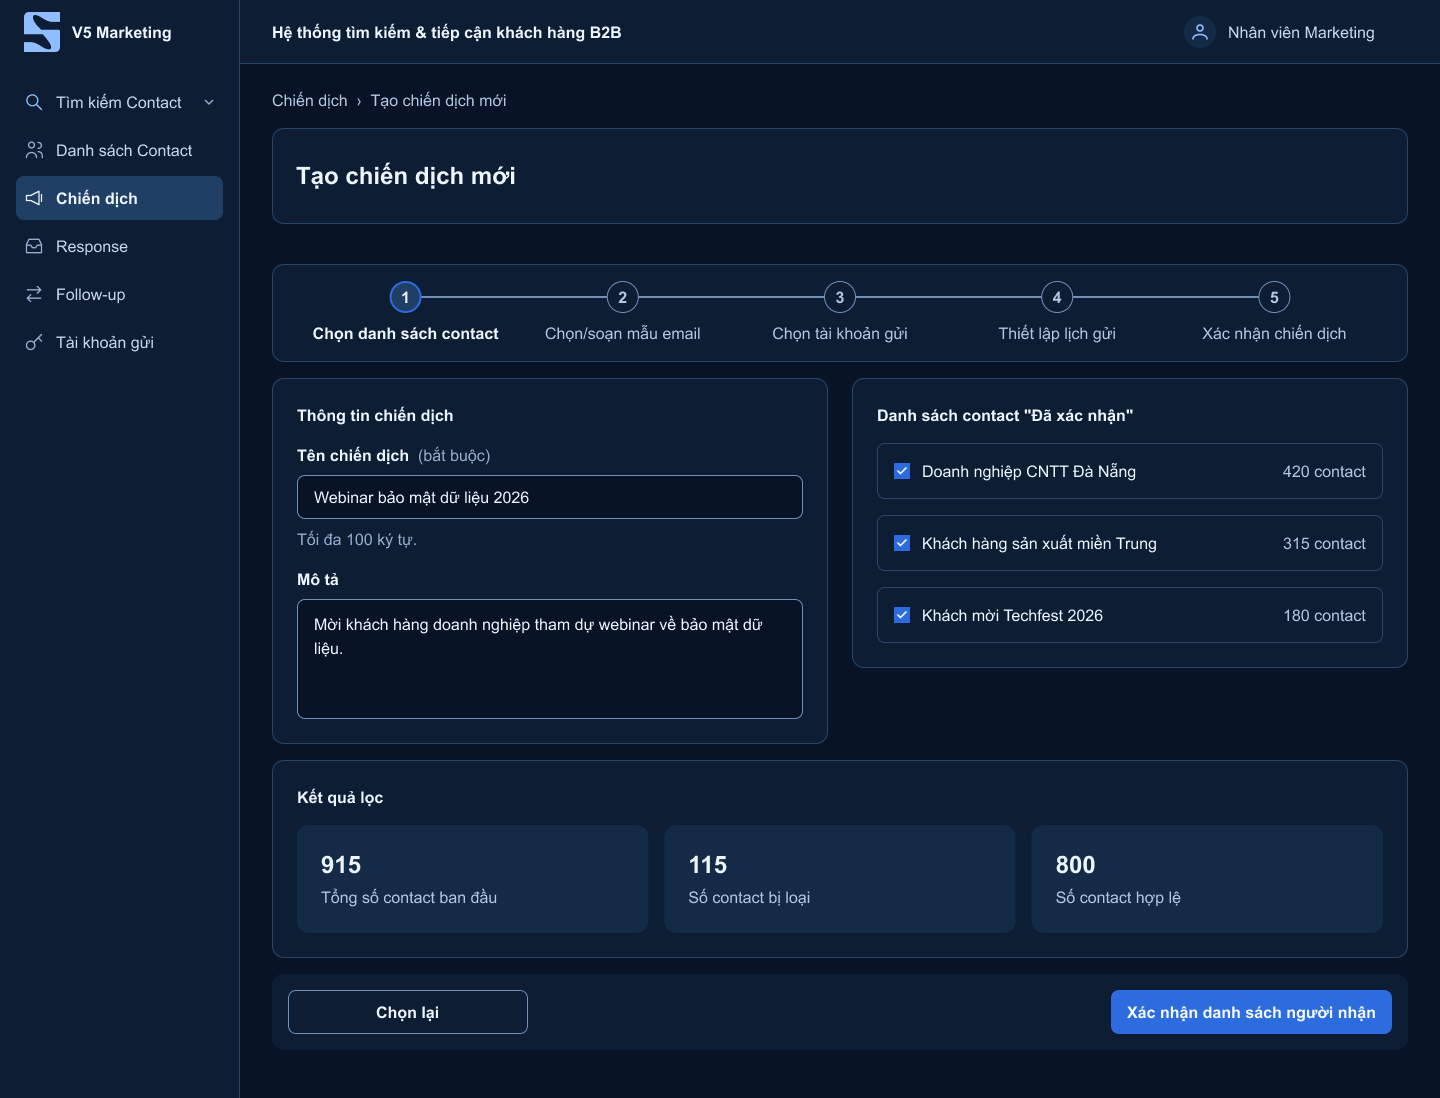 V5 Marketing
Hệ thống tìm kiếm & tiếp cận khách hàng B2B
Nhân viên Marketing
Tìm kiếm Contact
Danh sách Contact
Chiến dịch
Response
Follow-up
Tài khoản gửi
Chiến dịch › Tạo chiến dịch mới
Tạo chiến dịch mới
1
Chọn danh sách contact
2
Chọn/soạn mẫu email
3
Chọn tài khoản gửi
4
Thiết lập lịch gửi
5
Xác nhận chiến dịch
Thông tin chiến dịch
Tên chiến dịch (bắt buộc)
Webinar bảo mật dữ liệu 2026
Tối đa 100 ký tự.
Mô tả
Mời khách hàng doanh nghiệp tham dự webinar về bảo mật dữ
liệu.
Danh sách contact "Đã xác nhận"
Doanh nghiệp CNTT Đà Nẵng 420 contact
Khách hàng sản xuất miền Trung 315 contact
Khách mời Techfest 2026 180 contact
Kết quả lọc
915
Tổng số contact ban đầu
115
Số contact bị loại
800
Số contact hợp lệ
Chọn lại
Xác nhận danh sách người nhận